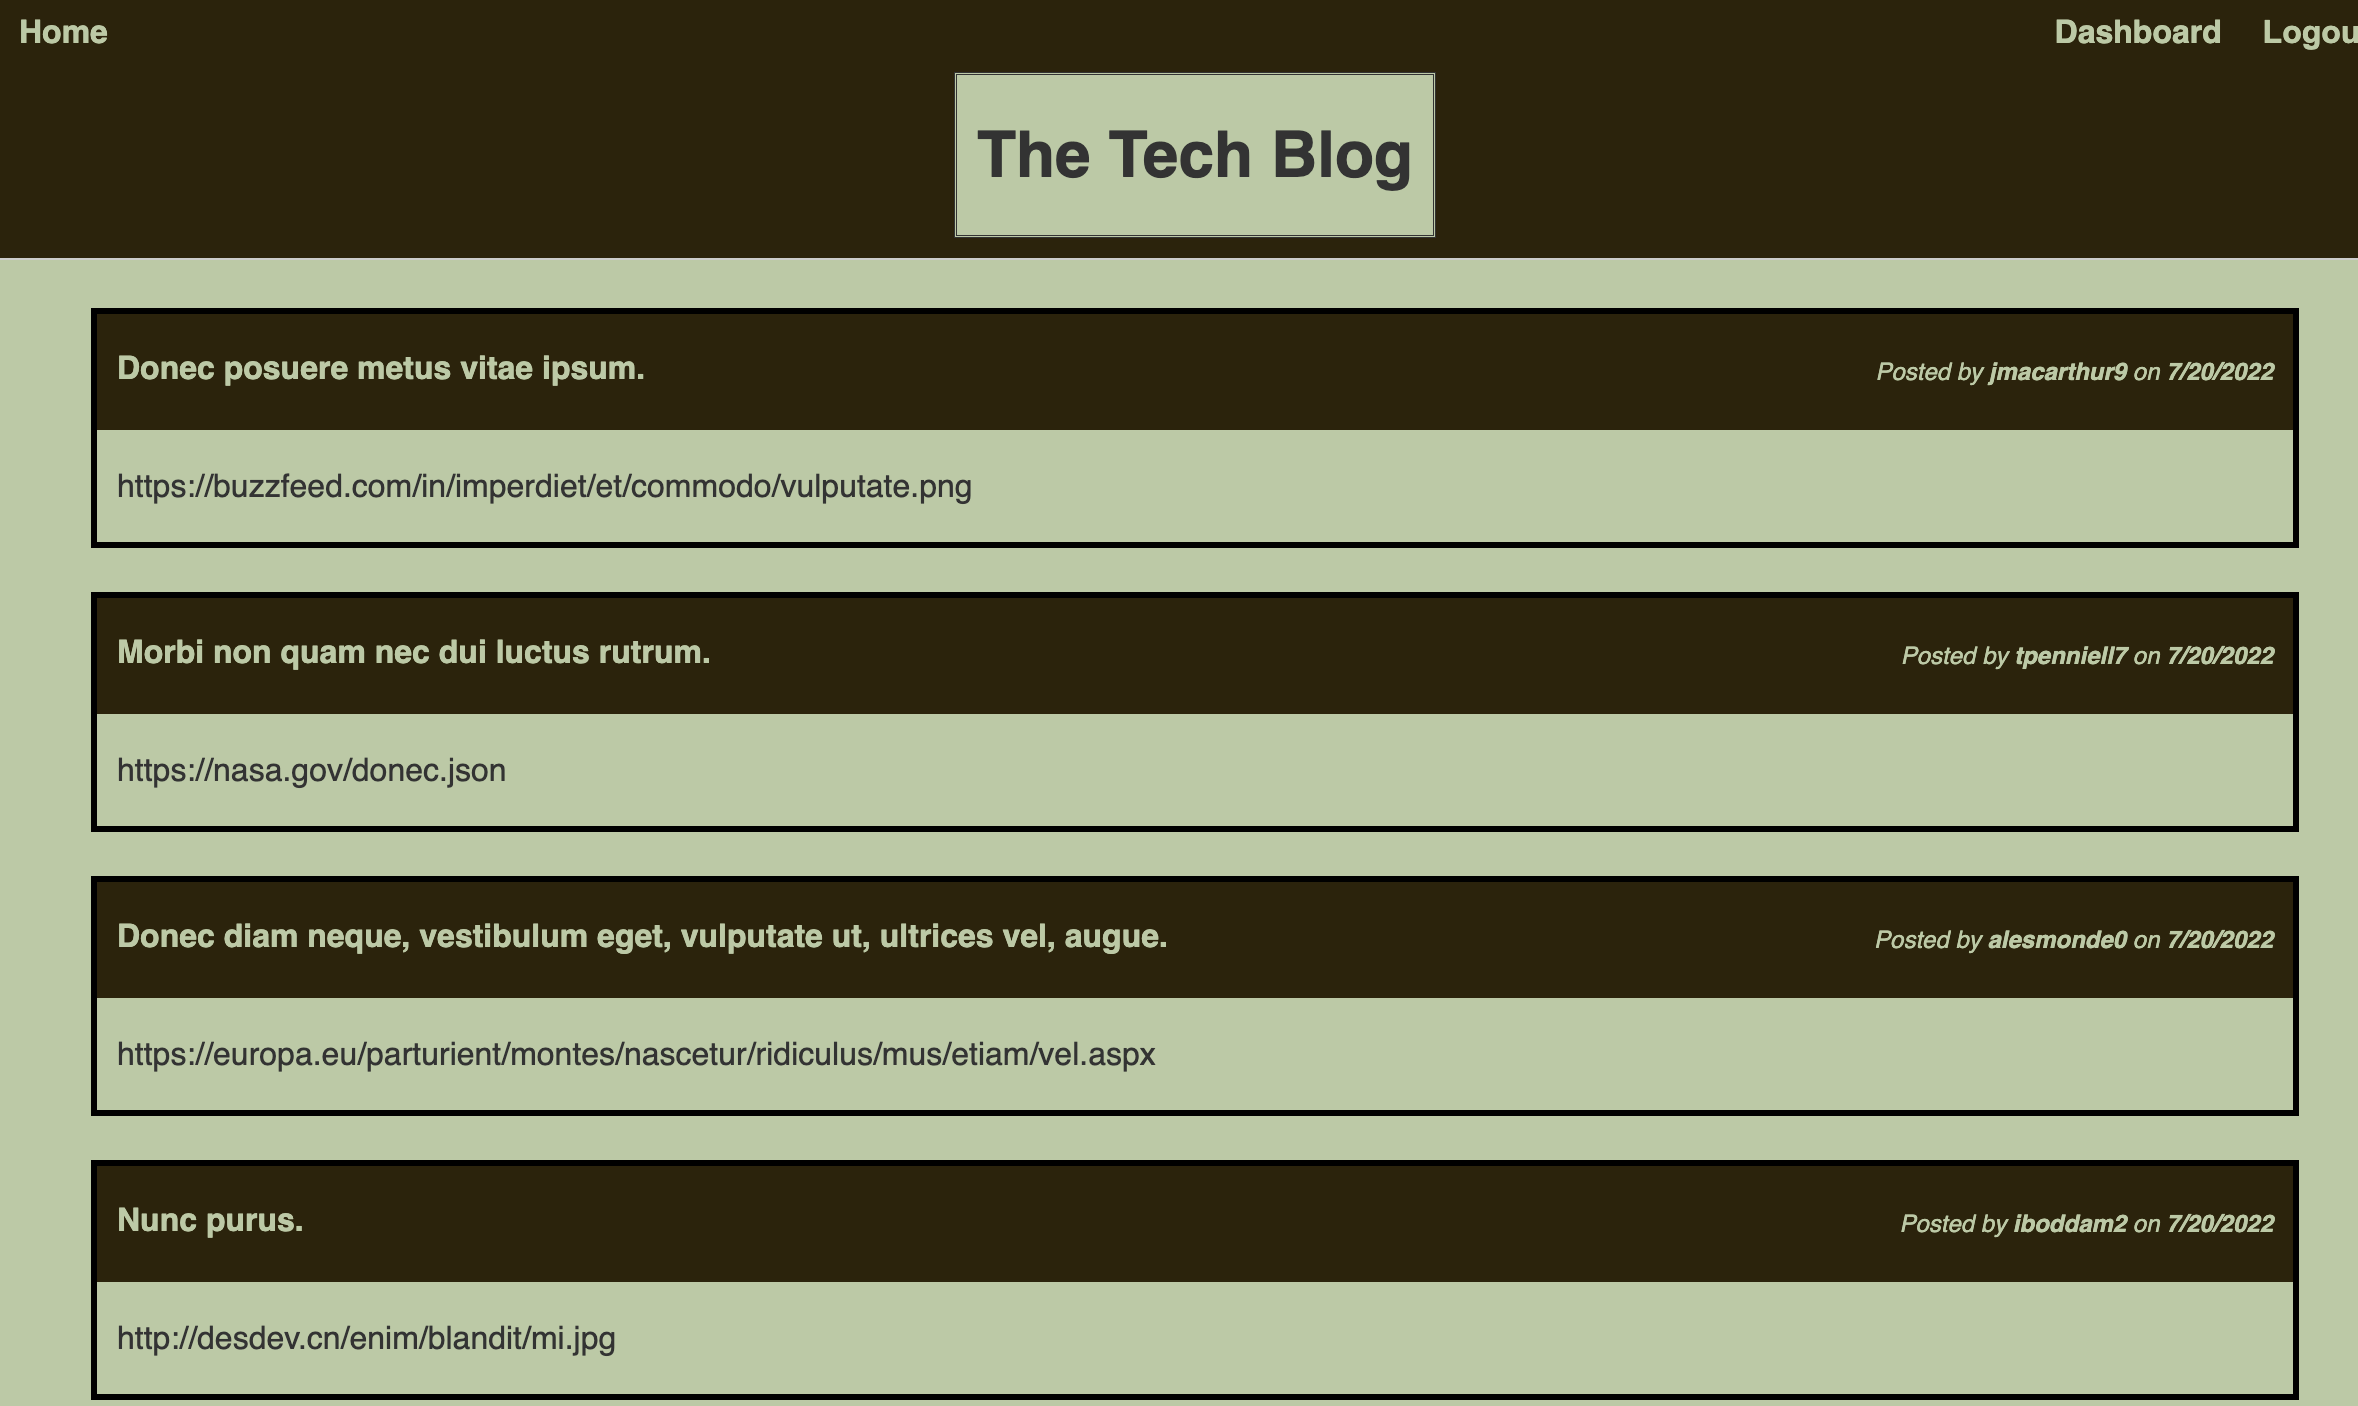 Home Dashboard Logou
The Tech Blog
Donec posuere metus vitae ipsum. Posted by jmacarthur9 on 7/20/2022
https://buzzfeed.com/in/imperdiet/et/commodo/vulputate.png
Morbi non quam nec dui luctus rutrum. Posted by tpenniell7 on 7/20/2022
https://nasa.gov/donec.json
Donec diam neque, vestibulum eget, vulputate ut, ultrices vel, augue. Posted by alesmonde0 on 7/20/2022
https://europa.eu/parturient/montes/nascetur/ridiculus/mus/etiam/vel.aspx
Nunc purus. Posted by iboddam2 on 7/20/2022
http://desdev.cn/enim/blandit/mi.jpg